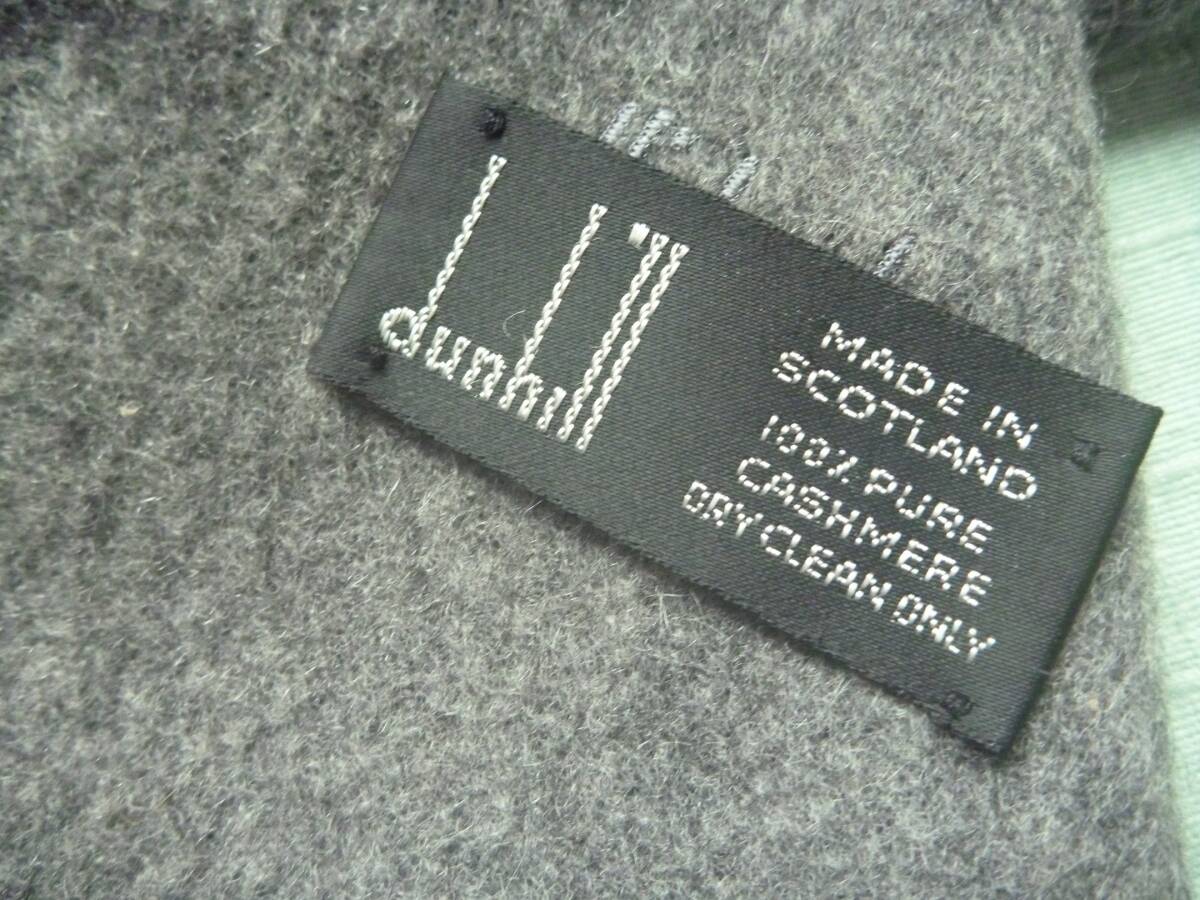 dunhill
MADE IN
SCOTLAND
100% PURE
CASHMERE
DRY CLEAN ONLY